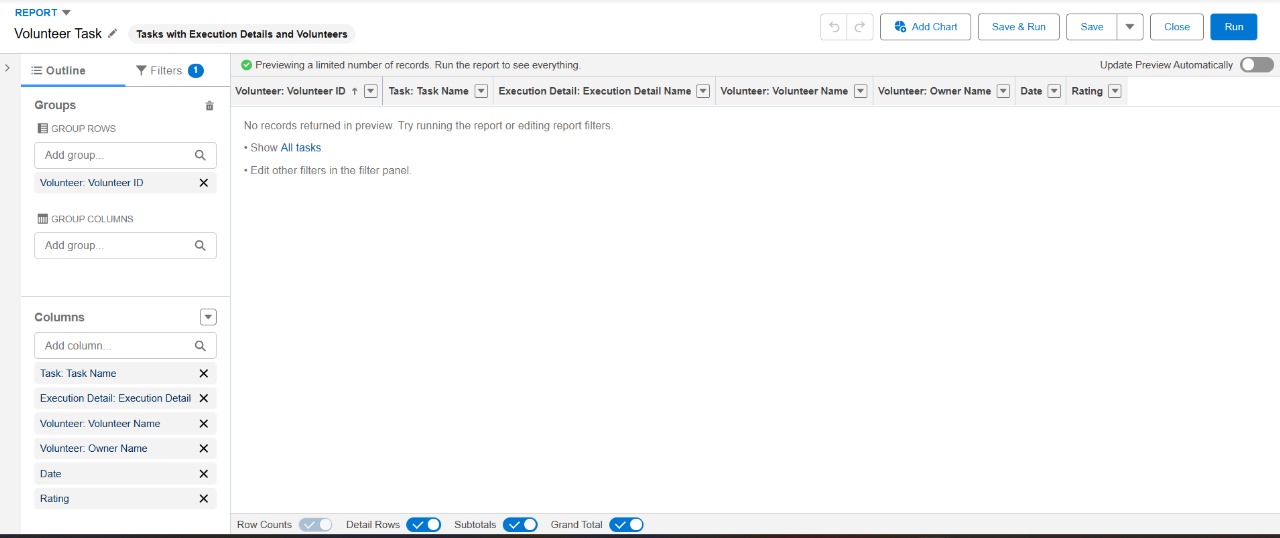 REPORT
Volunteer Task
Tasks with Execution Details and Volunteers
Add Chart
Save & Run
Save
Close
Run
Outline
Filters 1
Previewing a limited number of records. Run the report to see everything.
Update Preview Automatically
Groups
GROUP ROWS
Add group...
Volunteer: Volunteer ID
GROUP COLUMNS
Add group...
Columns
Add column...
Task: Task Name
Execution Detail: Execution Detail
Volunteer: Volunteer Name
Volunteer: Owner Name
Date
Rating
Volunteer: Volunteer ID
Task: Task Name
Execution Detail: Execution Detail Name
Volunteer: Volunteer Name
Volunteer: Owner Name
Date
Rating
No records returned in preview. Try running the report or editing report filters.
• Show All tasks.
• Edit other filters in the filter panel.
Row Counts
Detail Rows
Subtotals
Grand Total